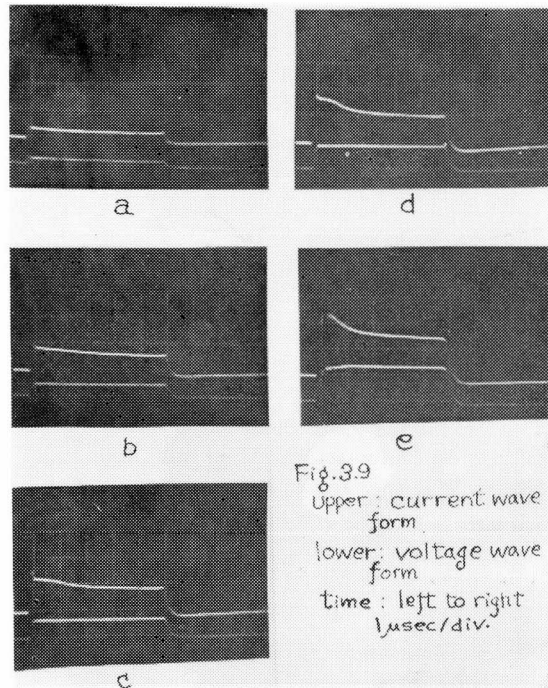 a
d
b
e
c
Fig.3.9
upper: current wave
form
lower: voltage wave
form
time: left to right
1μsec/div.